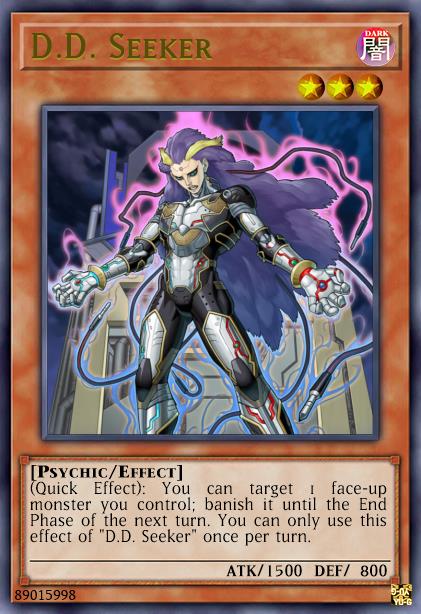 D.D. Seeker
DARK
闇
[Psychic/Effect]
(Quick Effect): You can target 1 face-up
monster you control; banish it until the End
Phase of the next turn. You can only use this
effect of "D.D. Seeker" once per turn.
ATK/1500 DEF/ 800
89015998